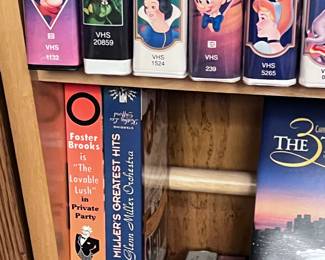 VHS
1132
VHS
20859
VHS
1524
VHS
239
VHS
5265
VHS
Foster
Brooks
is
"The
Lovable
Lush"
in
Private
Party
MILLER'S GREATEST HITS
Glenn Miller Orchestra
THE 3